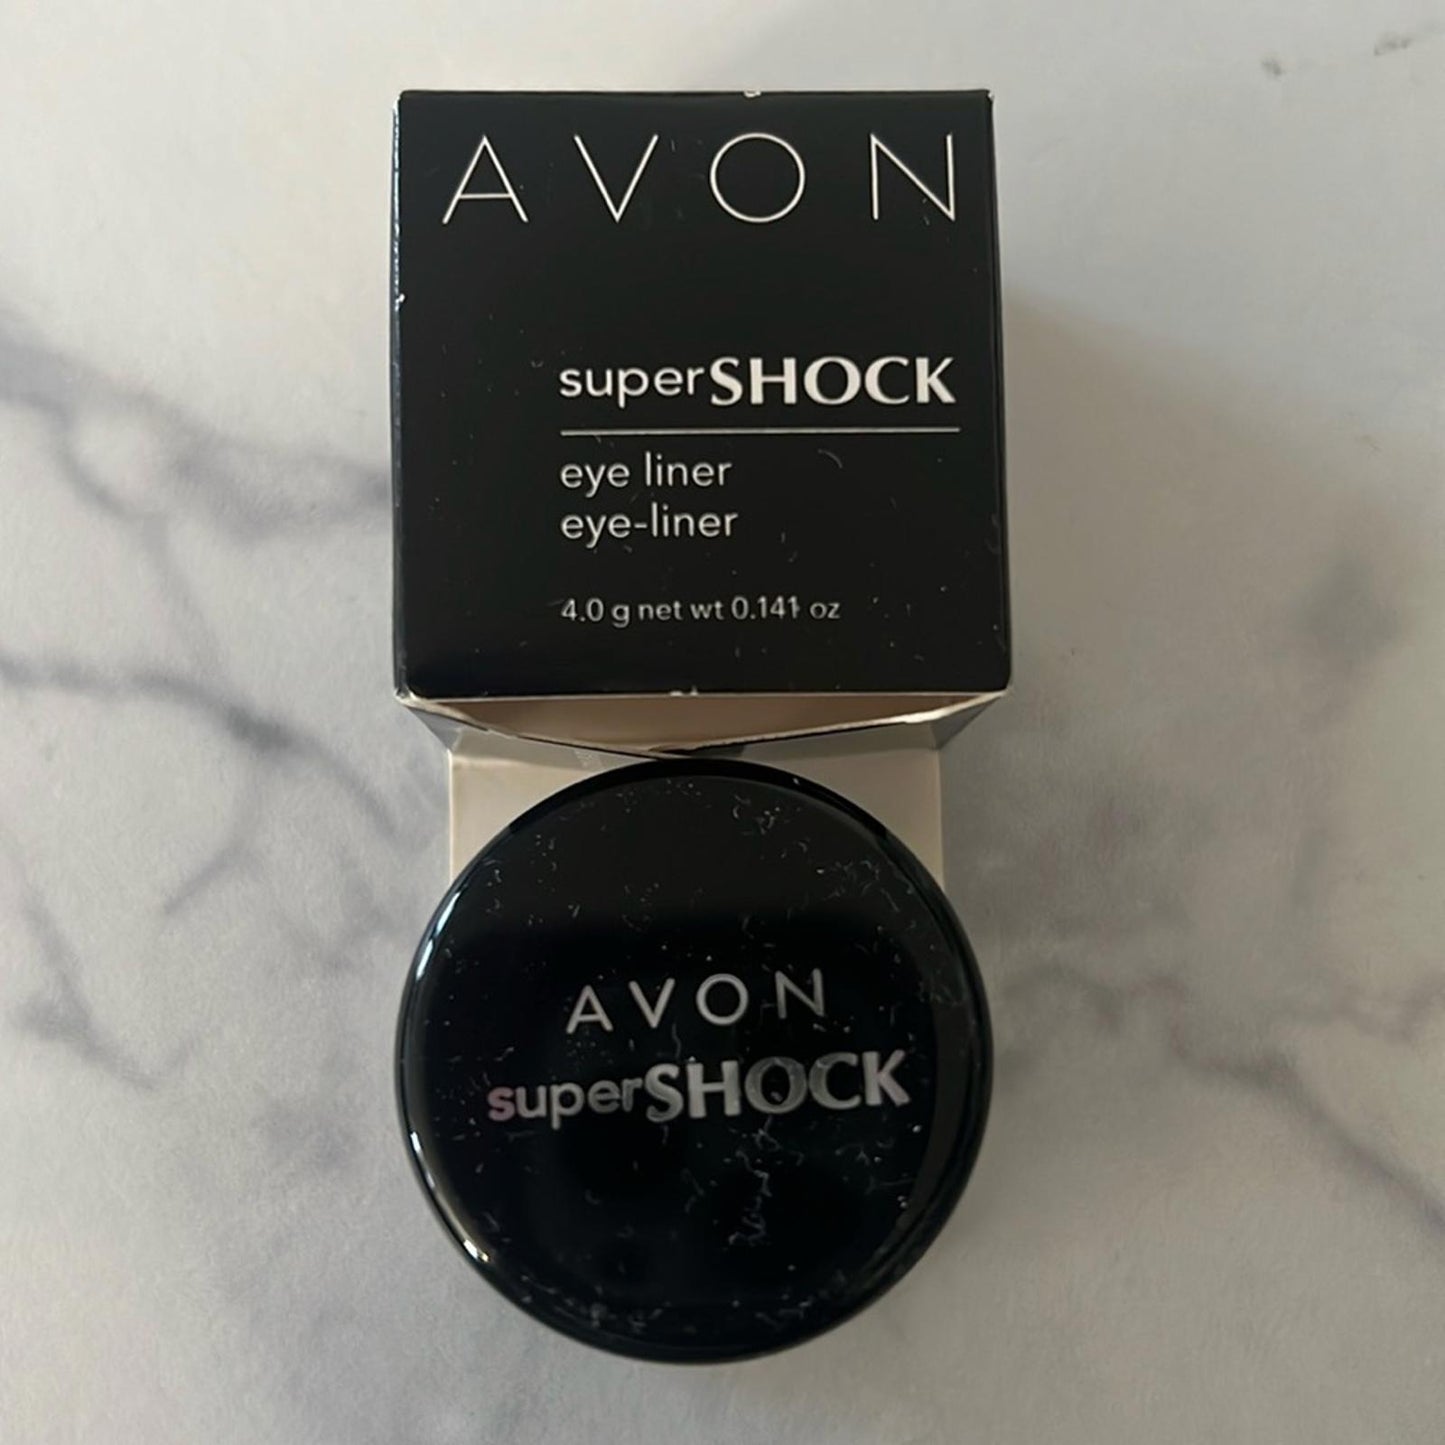 AVON
superSHOCK
eye liner
eye-liner
4.0 g net wt 0.141 oz
AVON
superSHOCK